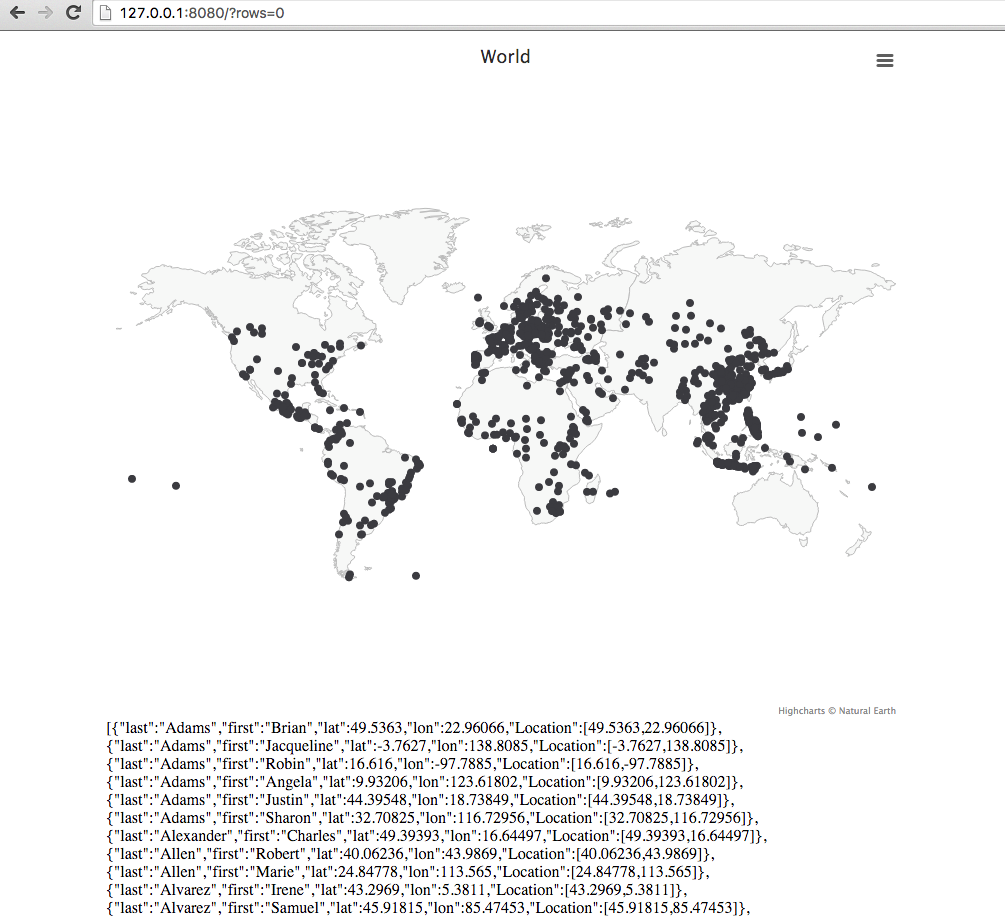 127.0.0.1:8080/?rows=0
World
Highcharts © Natural Earth
[{"last":"Adams","first":"Brian","lat":49.5363,"lon":22.96066,"Location":[49.5363,22.96066]},
{"last":"Adams","first":"Jacqueline","lat":-3.7627,"lon":138.8085,"Location":[-3.7627,138.8085]},
{"last":"Adams","first":"Robin","lat":16.616,"lon":-97.7885,"Location":[16.616,-97.7885]},
{"last":"Adams","first":"Angela","lat":9.93206,"lon":123.61802,"Location":[9.93206,123.61802]},
{"last":"Adams","first":"Justin","lat":44.39548,"lon":18.73849,"Location":[44.39548,18.73849]},
{"last":"Adams","first":"Sharon","lat":32.70825,"lon":116.72956,"Location":[32.70825,116.72956]},
{"last":"Alexander","first":"Charles","lat":49.39393,"lon":16.64497,"Location":[49.39393,16.64497]},
{"last":"Allen","first":"Robert","lat":40.06236,"lon":43.9869,"Location":[40.06236,43.9869]},
{"last":"Allen","first":"Marie","lat":24.84778,"lon":113.565,"Location":[24.84778,113.565]},
{"last":"Alvarez","first":"Irene","lat":43.2969,"lon":5.3811,"Location":[43.2969,5.3811]},
{"last":"Alvarez","first":"Samuel","lat":45.91815,"lon":85.47453,"Location":[45.91815,85.47453]},